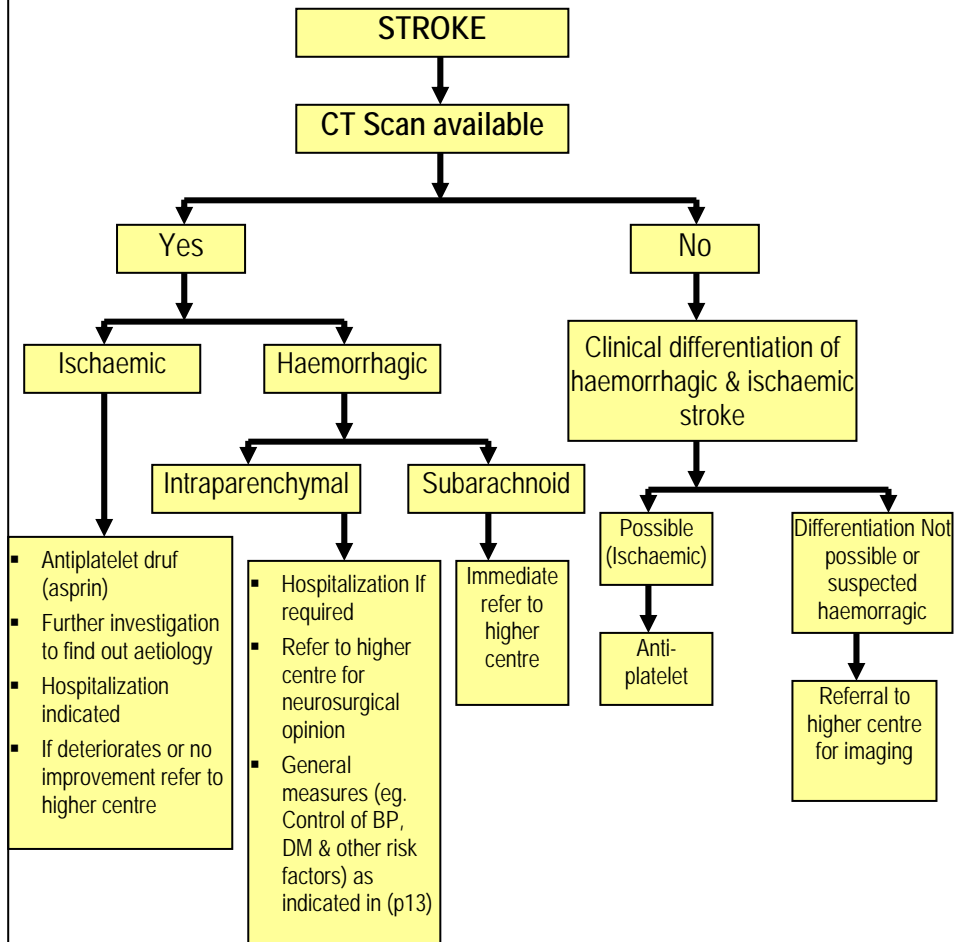 STROKE
CT Scan available
Yes
No
Ischaemic
Haemorrhagic
Clinical differentiation of
haemorrhagic & ischaemic
stroke
Intraparenchymal
Subarachnoid
Possible
(Ischaemic)
Differentiation Not
possible or
suspected
haemorragic
▪ Antiplatelet druf
(asprin)
▪ Further investigation
to find out aetiology
▪ Hospitalization
indicated
▪ If deteriorates or no
improvement refer to
higher centre
▪ Hospitalization If
required
▪ Refer to higher
centre for
neurosurgical
opinion
▪ General
measures (eg.
Control of BP,
DM & other risk
factors) as
indicated in (p13)
Immediate
refer to
higher
centre
Anti-
platelet
Referral to
higher centre
for imaging